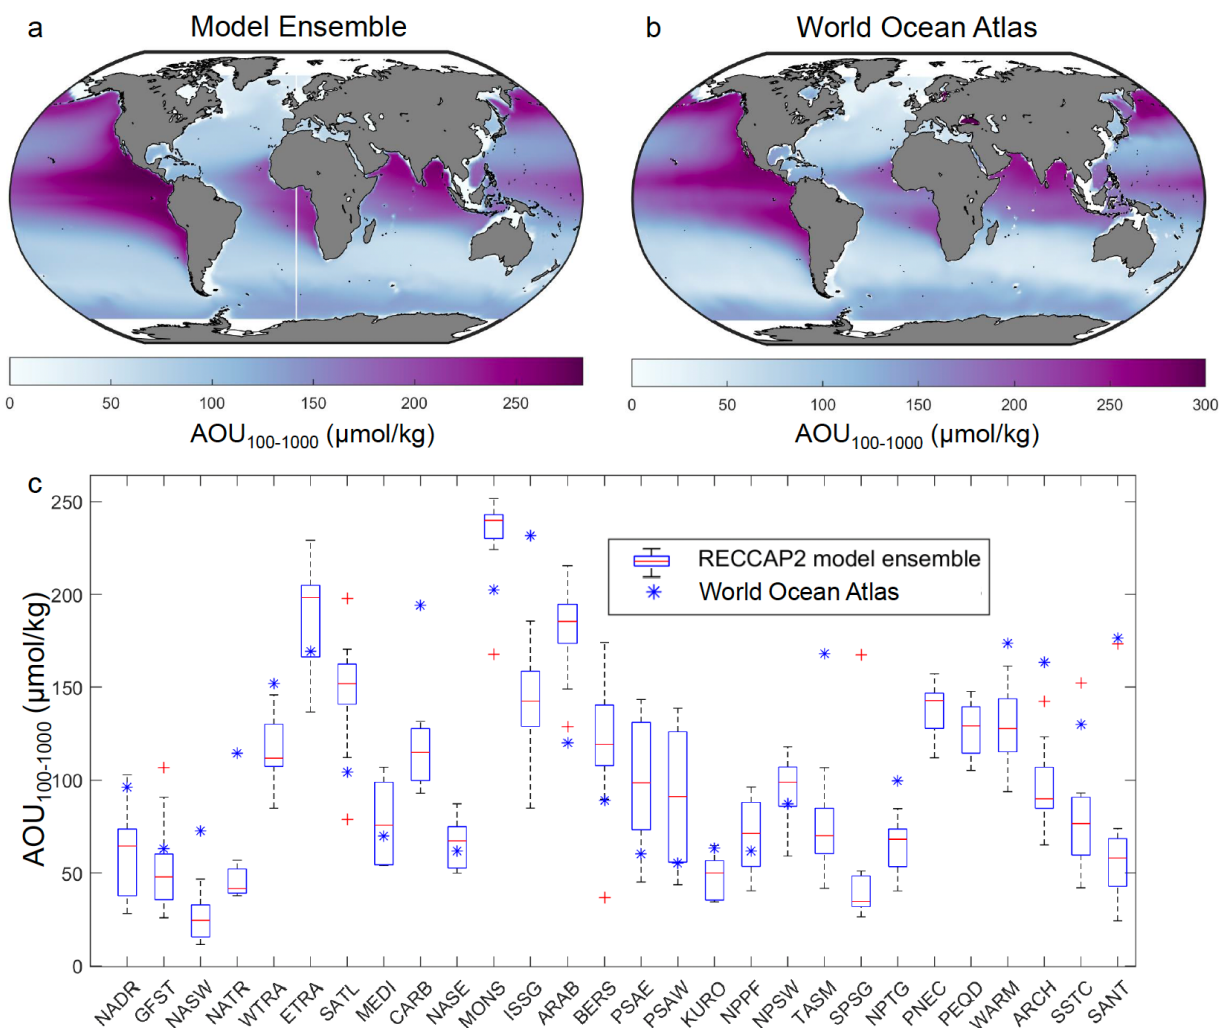 a Model Ensemble
b World Ocean Atlas
0 50 100 150 200 250
AOU100-1000 (µmol/kg)
0 50 100 150 200 250 300
AOU100-1000 (µmol/kg)
c
AOU100-1000 (µmol/kg)
250
200
150
100
50
0
RECCAP2 model ensemble
World Ocean Atlas
NADR GFST NASW NATR WTRA ETRA SATL MEDI CARB NASE MONS ISSG ARAB BERS PSAE PSAW KURO NPPF NPSW TASM SPSG NPTG PNEC PEQD WARM ARCH SSTC SANT